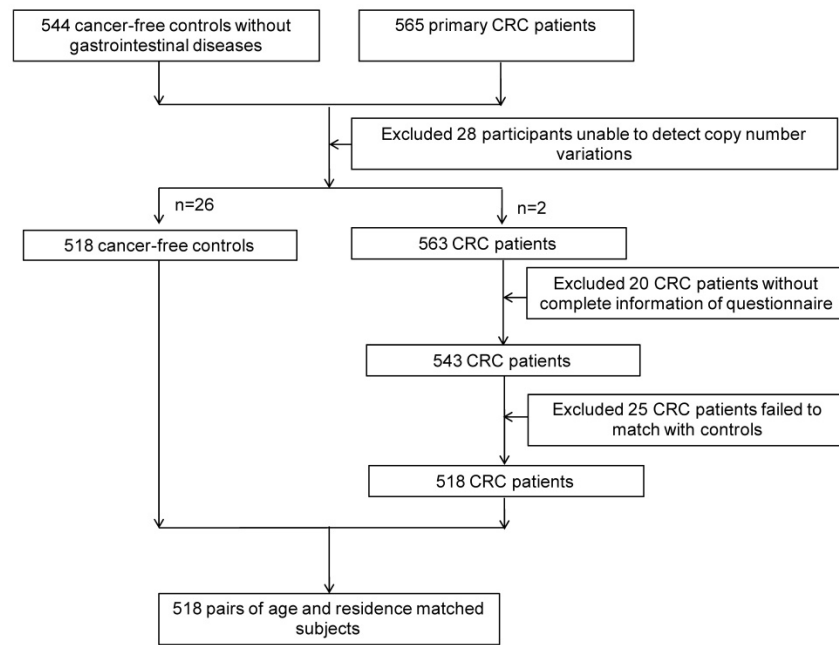 544 cancer-free controls without
gastrointestinal diseases
565 primary CRC patients
Excluded 28 participants unable to detect copy number
variations
n=26
n=2
518 cancer-free controls
563 CRC patients
Excluded 20 CRC patients without
complete information of questionnaire
543 CRC patients
Excluded 25 CRC patients failed to
match with controls
518 CRC patients
518 pairs of age and residence matched
subjects